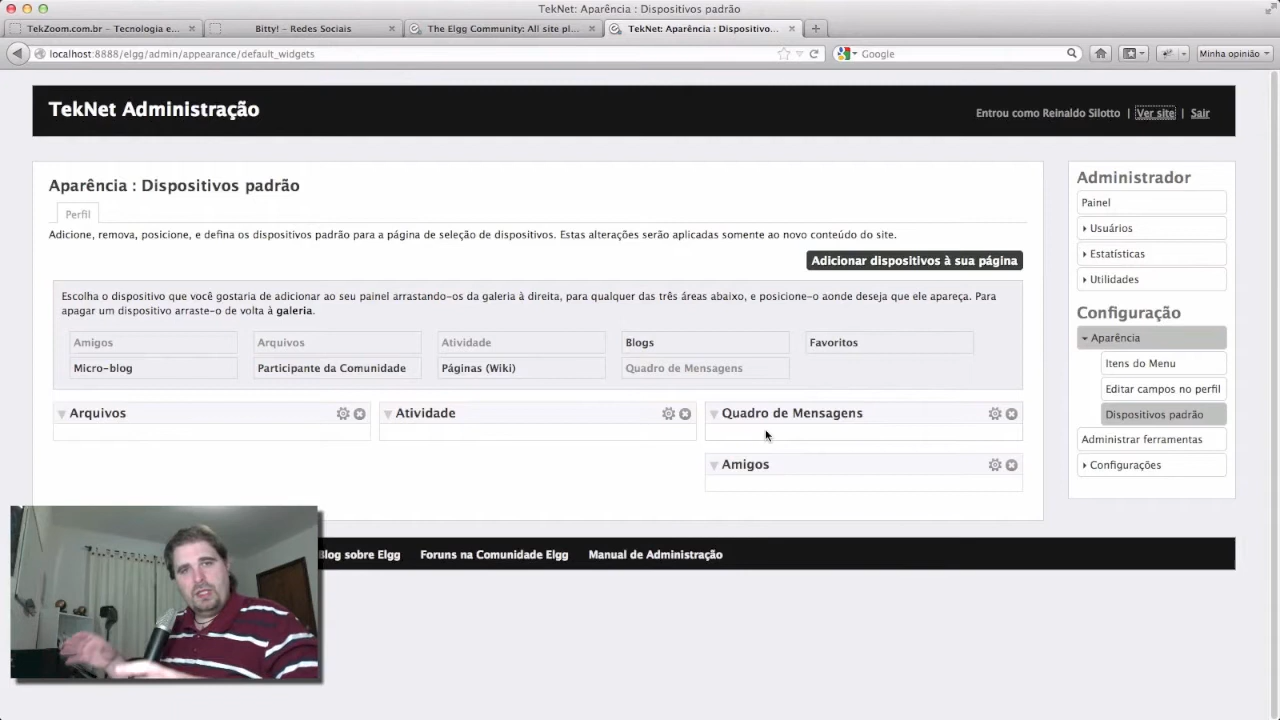 TekNet: Aparência : Dispositivos padrão
TekZoom.com.br – Tecnologia e...
Bitty! – Redes Sociais
The Elgg Community: All site pl...
TekNet: Aparência : Dispositivo...
localhost:8888/elgg/admin/appearance/default_widgets
Google
Minha opinião
TekNet Administração
Entrou como Reinaldo Silotto | Ver site | Sair
Aparência : Dispositivos padrão
Perfil
Adicione, remova, posicione, e defina os dispositivos padrão para a página de seleção de dispositivos. Estas alterações serão aplicadas somente ao novo conteúdo do site.
Adicionar dispositivos à sua página
Escolha o dispositivo que você gostaria de adicionar ao seu painel arrastando-os da galeria à direita, para qualquer das três áreas abaixo, e posicione-o aonde deseja que ele apareça. Para
apagar um dispositivo arraste-o de volta à galeria.
Amigos
Arquivos
Atividade
Blogs
Favoritos
Micro-blog
Participante da Comunidade
Páginas (Wiki)
Quadro de Mensagens
Arquivos
Atividade
Quadro de Mensagens
Amigos
Administrador
Painel
Usuários
Estatísticas
Utilidades
Configuração
Aparência
Itens do Menu
Editar campos no perfil
Dispositivos padrão
Administrar ferramentas
Configurações
Blog sobre Elgg
Foruns na Comunidade Elgg
Manual de Administração